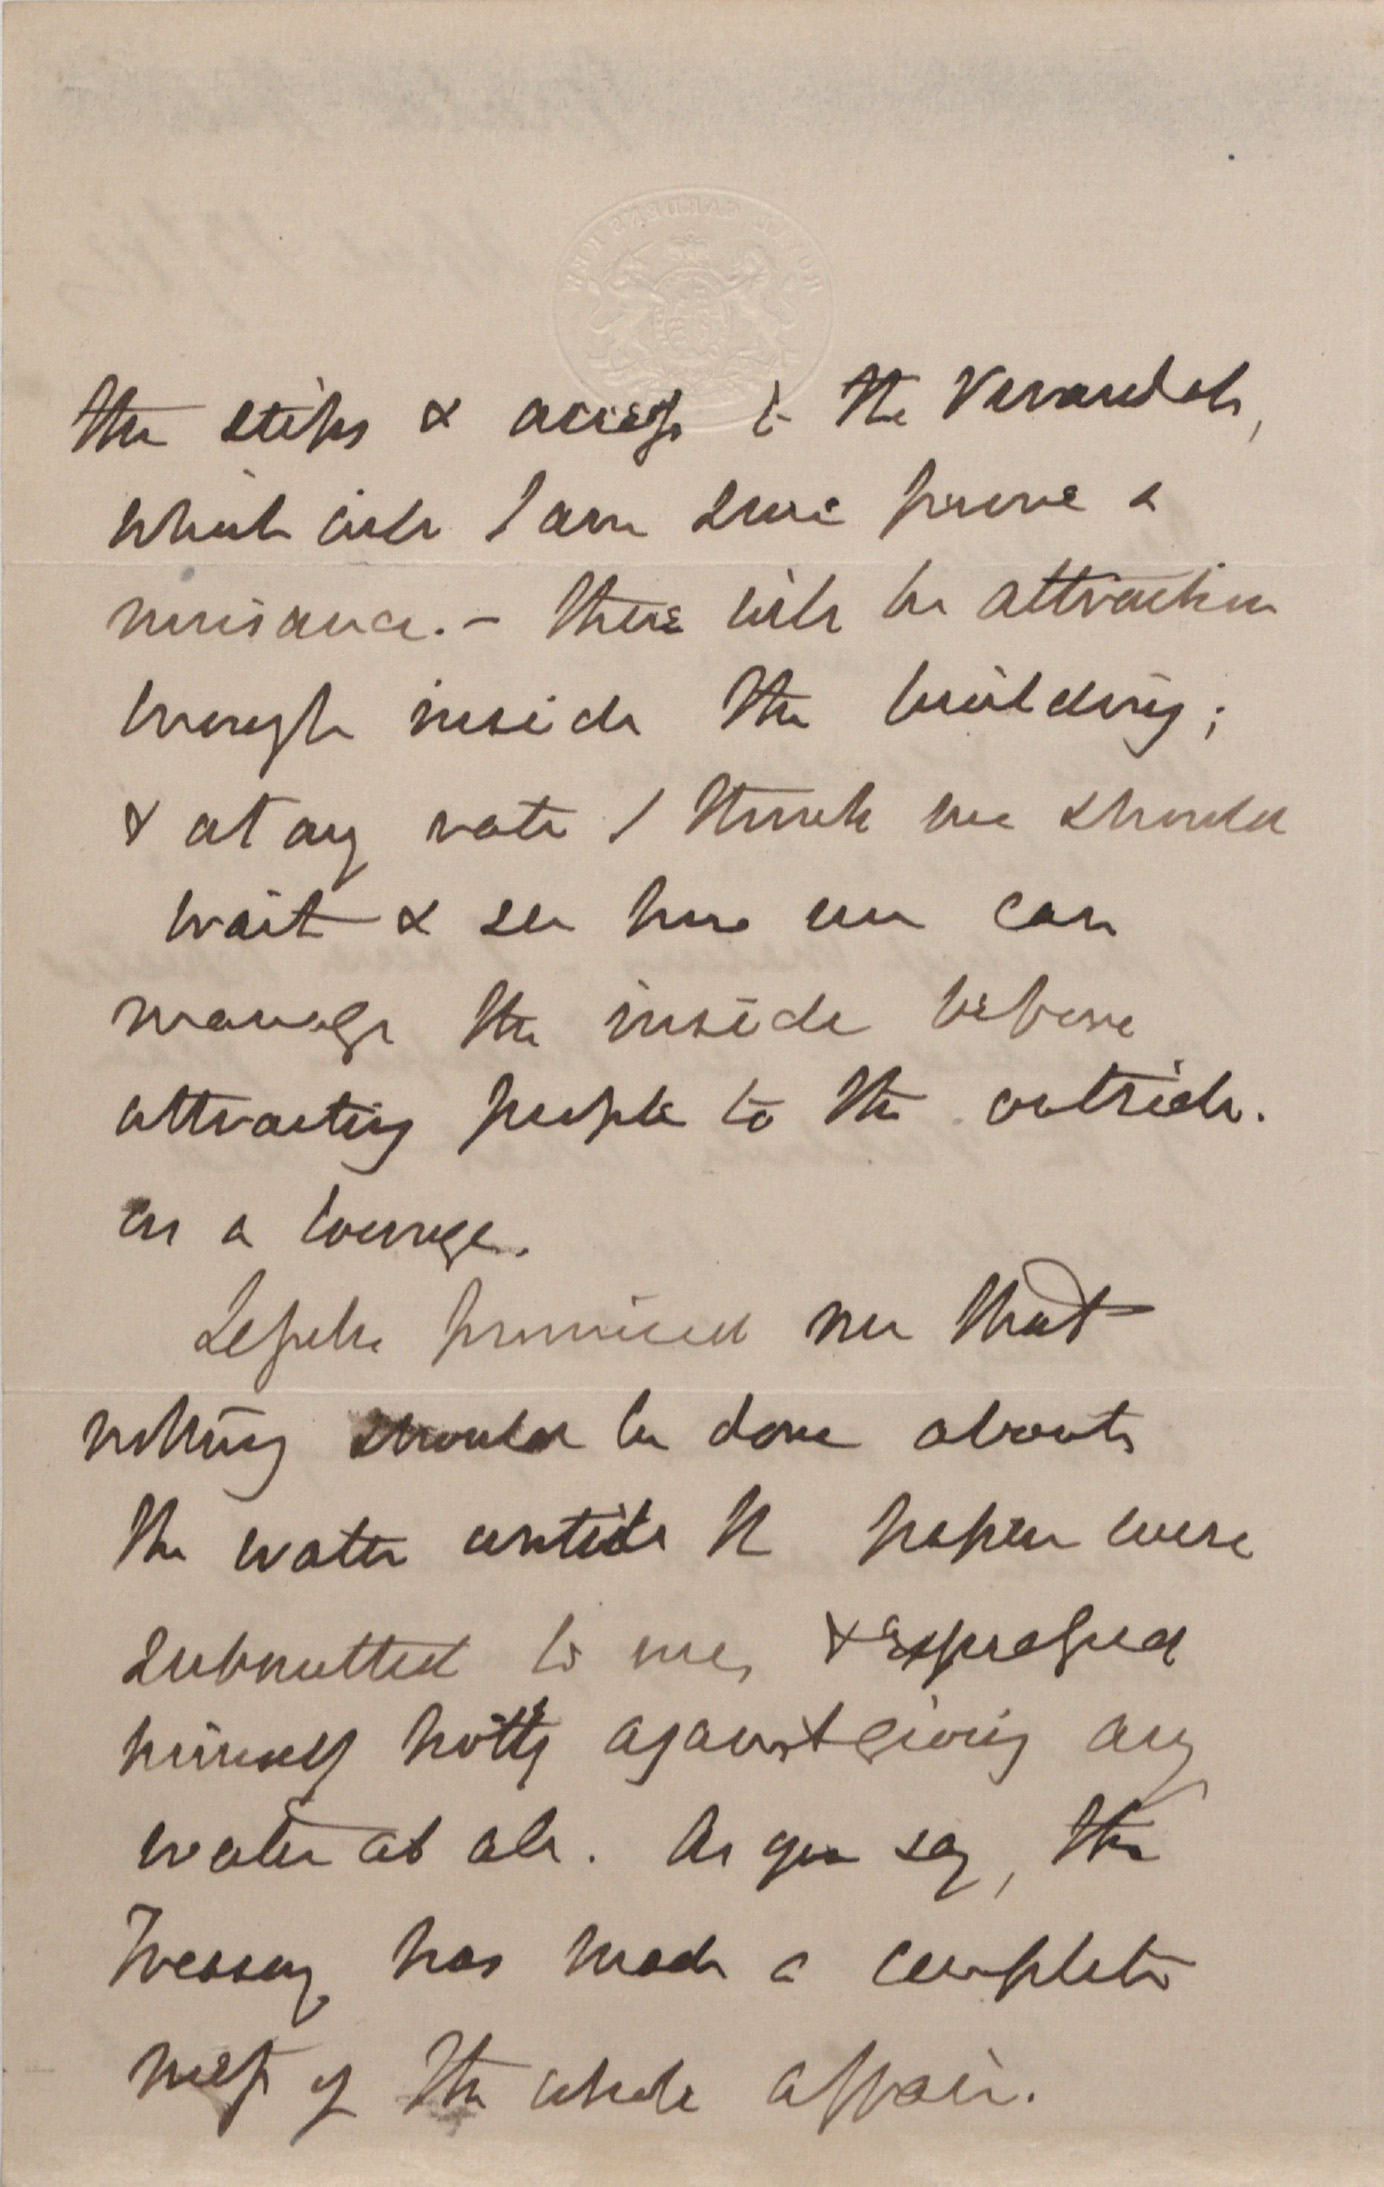 the steps & access to the Verandah,
which will I am sure prove a
nuisance. — there will be attraction
enough inside the building;
& at any rate I think we should
wait & see how we can
manage the inside before
attracting people to the outside.
as a lounge.
promised me that
nothing should be done about
the water until the papers were
submitted to me, & expressed
himself hotly against giving any
water at all. As you say, the
Treasury has made a complete
mess of the whole affair.